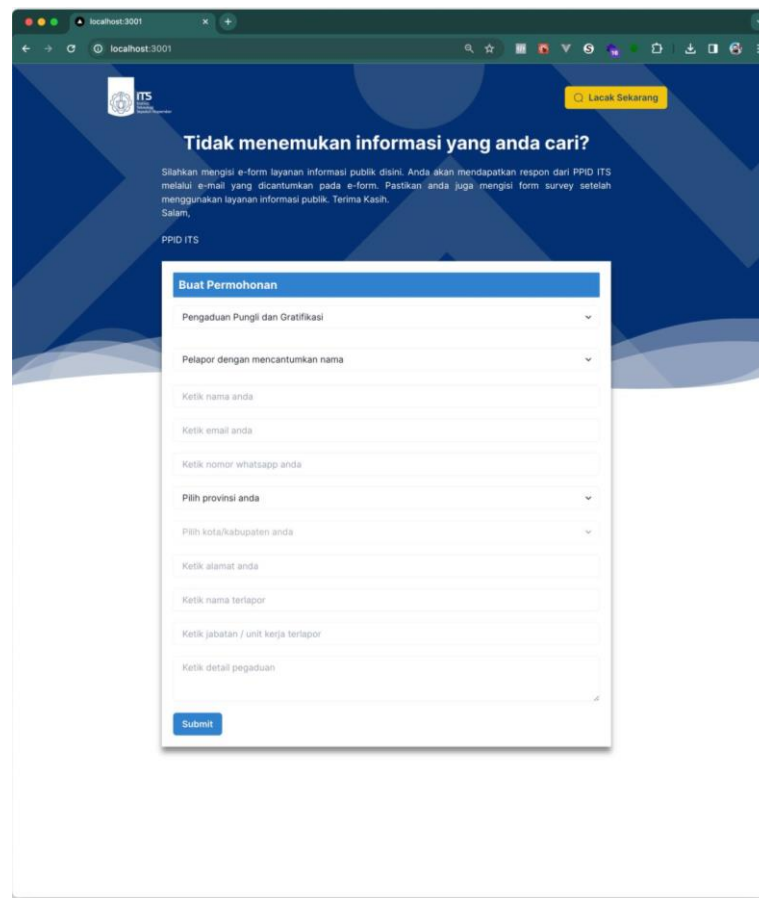 localhost:3001
localhost:3001
ITS
Lacak Sekarang
Tidak menemukan informasi yang anda cari?
Silahkan mengisi e-form layanan informasi publik disini. Anda akan mendapatkan respon dari PPID ITS
melalui e-mail yang dicantumkan pada e-form. Pastikan anda juga mengisi form survey setelah
menggunakan layanan informasi publik. Terima Kasih.
Salam,
PPID ITS
Buat Permohonan
Pengaduan Pungli dan Gratifikasi
Pelapor dengan mencantumkan nama
Ketik nama anda
Ketik email anda
Ketik nomor whatsapp anda
Pilih provinsi anda
Pilih kota/kabupaten anda
Ketik alamat anda
Ketik nama terlapor
Ketik jabatan / unit kerja terlapor
Ketik detail pegaduan
Submit